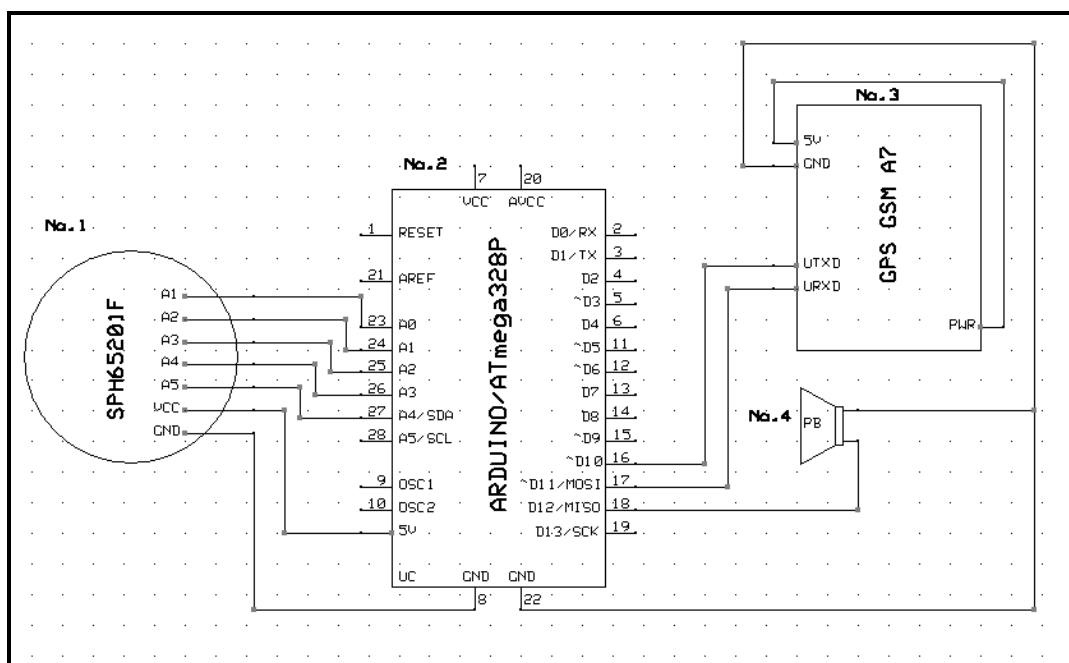 No.1
SPH65201F
A1
A2
A3
A4
A5
VCC
GND
No.2
7
20
VCC
AVCC
ARDUINO/ATmega328P
1
RESET
21
AREF
23
A0
24
A1
25
A2
26
A3
27
A4/SDA
28
A5/SCL
9
OSC1
10
OSC2
5V
UC
GND
GND
8
22
D0/RX
2
D1/TX
3
D2
4
~D3
5
D4
6
~D5
11
~D6
12
D7
13
D8
14
~D9
15
~D10
16
~D11/MOSI
17
D12/MISO
18
D13/SCK
19
No.3
5V
GND
GPS GSM A7
UTXD
URXD
PWR
No.4
PB